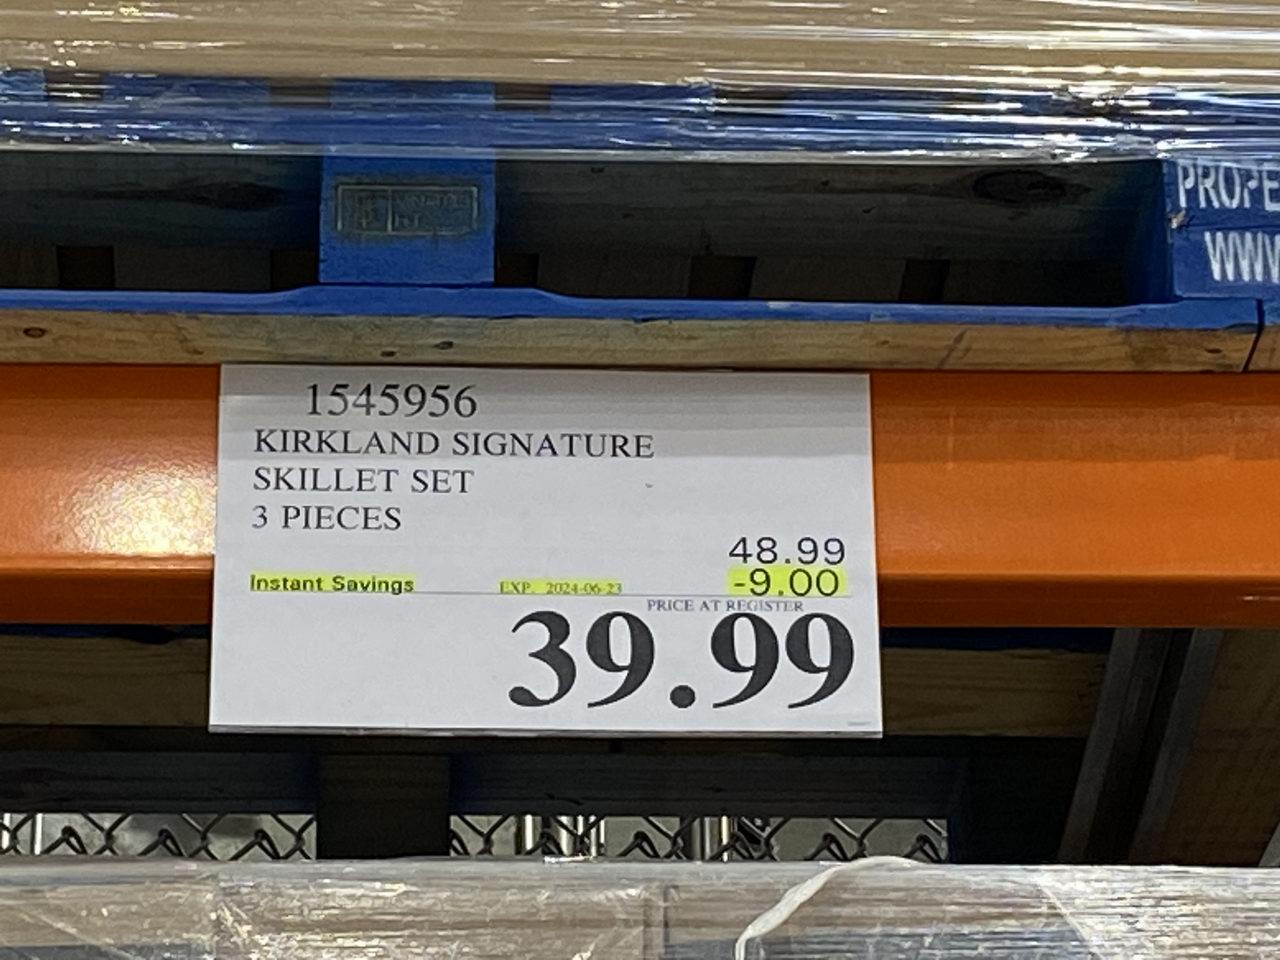 PROPE
WWW
1545956
KIRKLAND SIGNATURE
SKILLET SET
3 PIECES
48.99
Instant Savings EXP. 2024-06-23 -9.00
PRICE AT REGISTER
39.99